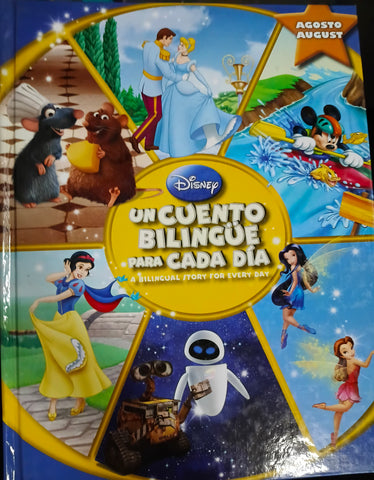 AGOSTO
AUGUST
Disney
UN CUENTO
BILINGÜE
PARA CADA DÍA
A BILINGUAL STORY FOR EVERY DAY